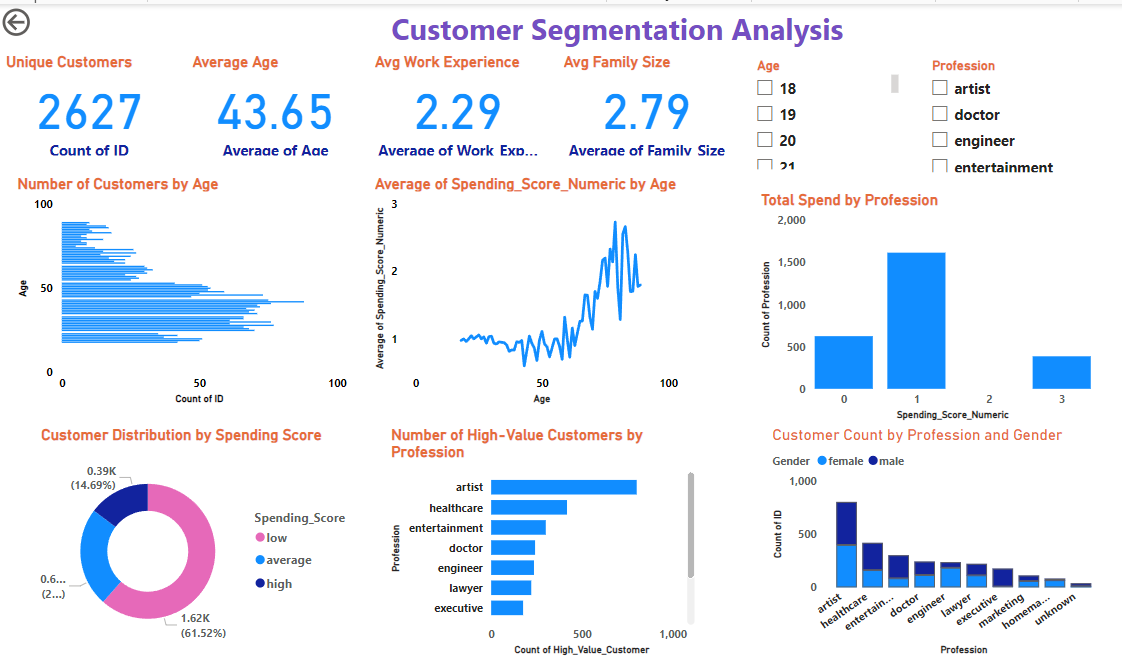 Customer Segmentation Analysis
Unique Customers
2627
Count of ID
Average Age
43.65
Average of Age
Avg Work Experience
2.29
Average of Work_Exp...
Avg Family Size
2.79
Average of Family_Size
Age
18
19
20
21
Profession
artist
doctor
engineer
entertainment
Number of Customers by Age
100
50
0
Age
0
50
100
Count of ID
Average of Spending_Score_Numeric by Age
3
2
1
Average of Spending_Score_Numeric
0
50
100
Age
Total Spend by Profession
2,000
1,500
1,000
500
0
Count of Profession
0
1
2
3
Spending_Score_Numeric
Customer Distribution by Spending Score
0.39K
(14.69%)
0.6...
(2...)
1.62K
(61.52%)
Spending_Score
low
average
high
Number of High-Value Customers by
Profession
Profession
artist
healthcare
entertainment
doctor
engineer
lawyer
executive
0
500
1,000
Count of High_Value_Customer
Customer Count by Profession and Gender
Gender
female
male
1,000
500
0
Count of ID
artist
healthcare
entertain...
doctor
engineer
lawyer
executive
marketing
homema...
unknown
Profession